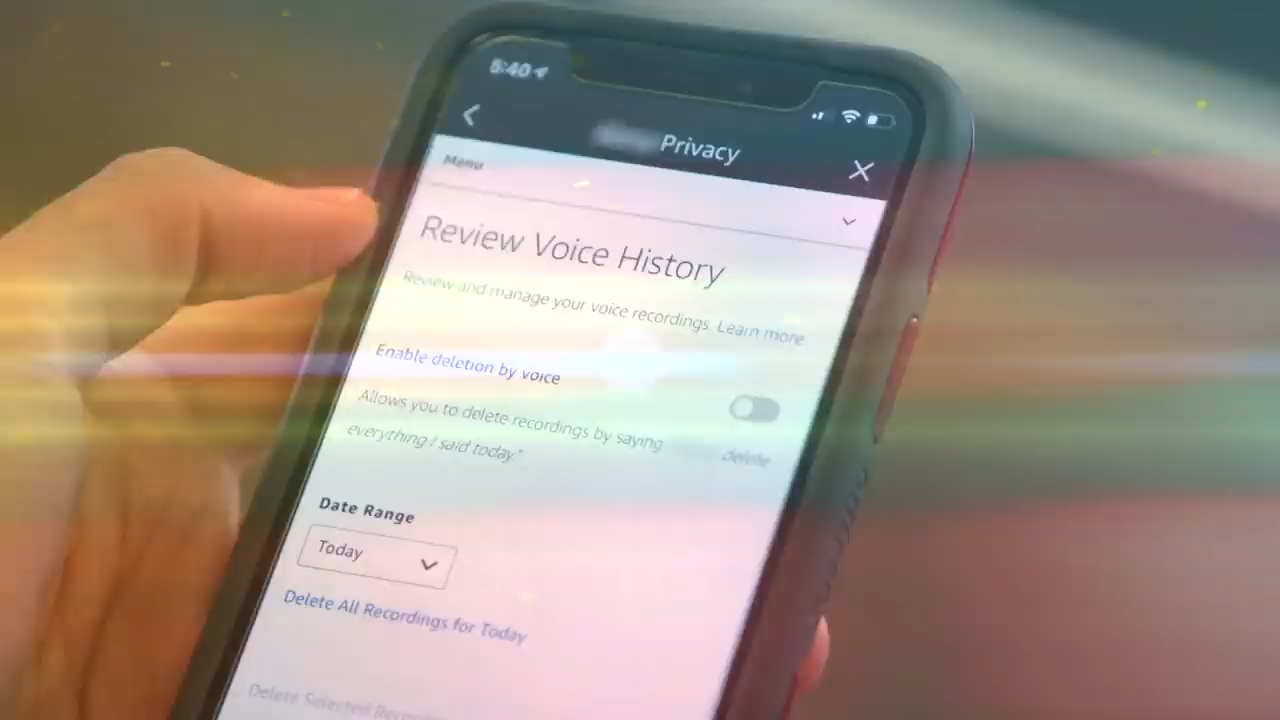 5:40
Privacy
Menu
Review Voice History
Review and manage your voice recordings. Learn more
Enable deletion by voice
Allows you to delete recordings by saying delete
everything I said today."
Date Range
Today
Delete All Recordings for Today
Delete Selected